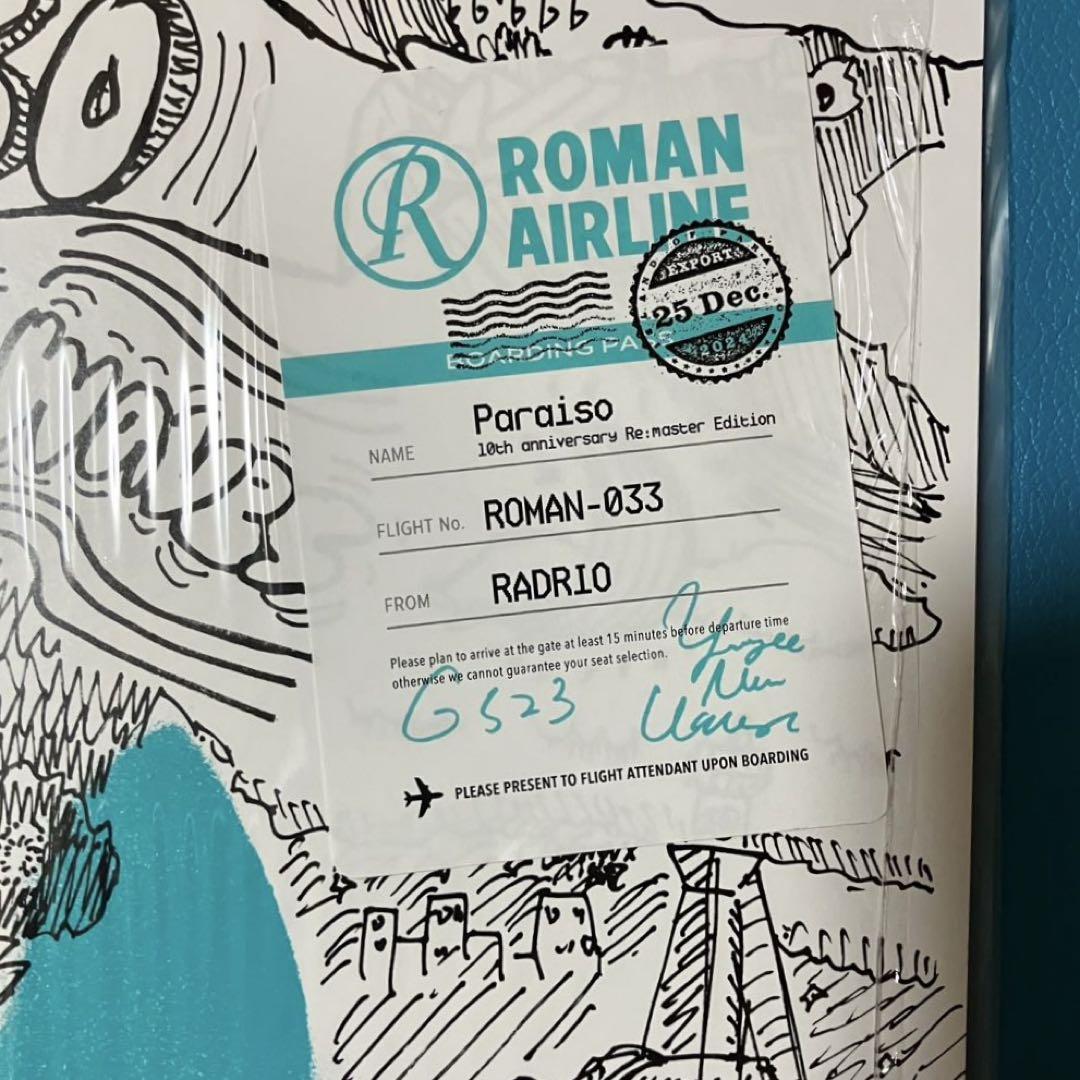 R ROMAN
AIRLINE
EXPORT
25 Dec.
2024
BOARDING PASS
NAME Paraiso
10th anniversary Re:master Edition
FLIGHT No. ROMAN-033
FROM RADRIO
Please plan to arrive at the gate at least 15 minutes before departure time
otherwise we cannot guarantee your seat selection.
PLEASE PRESENT TO FLIGHT ATTENDANT UPON BOARDING